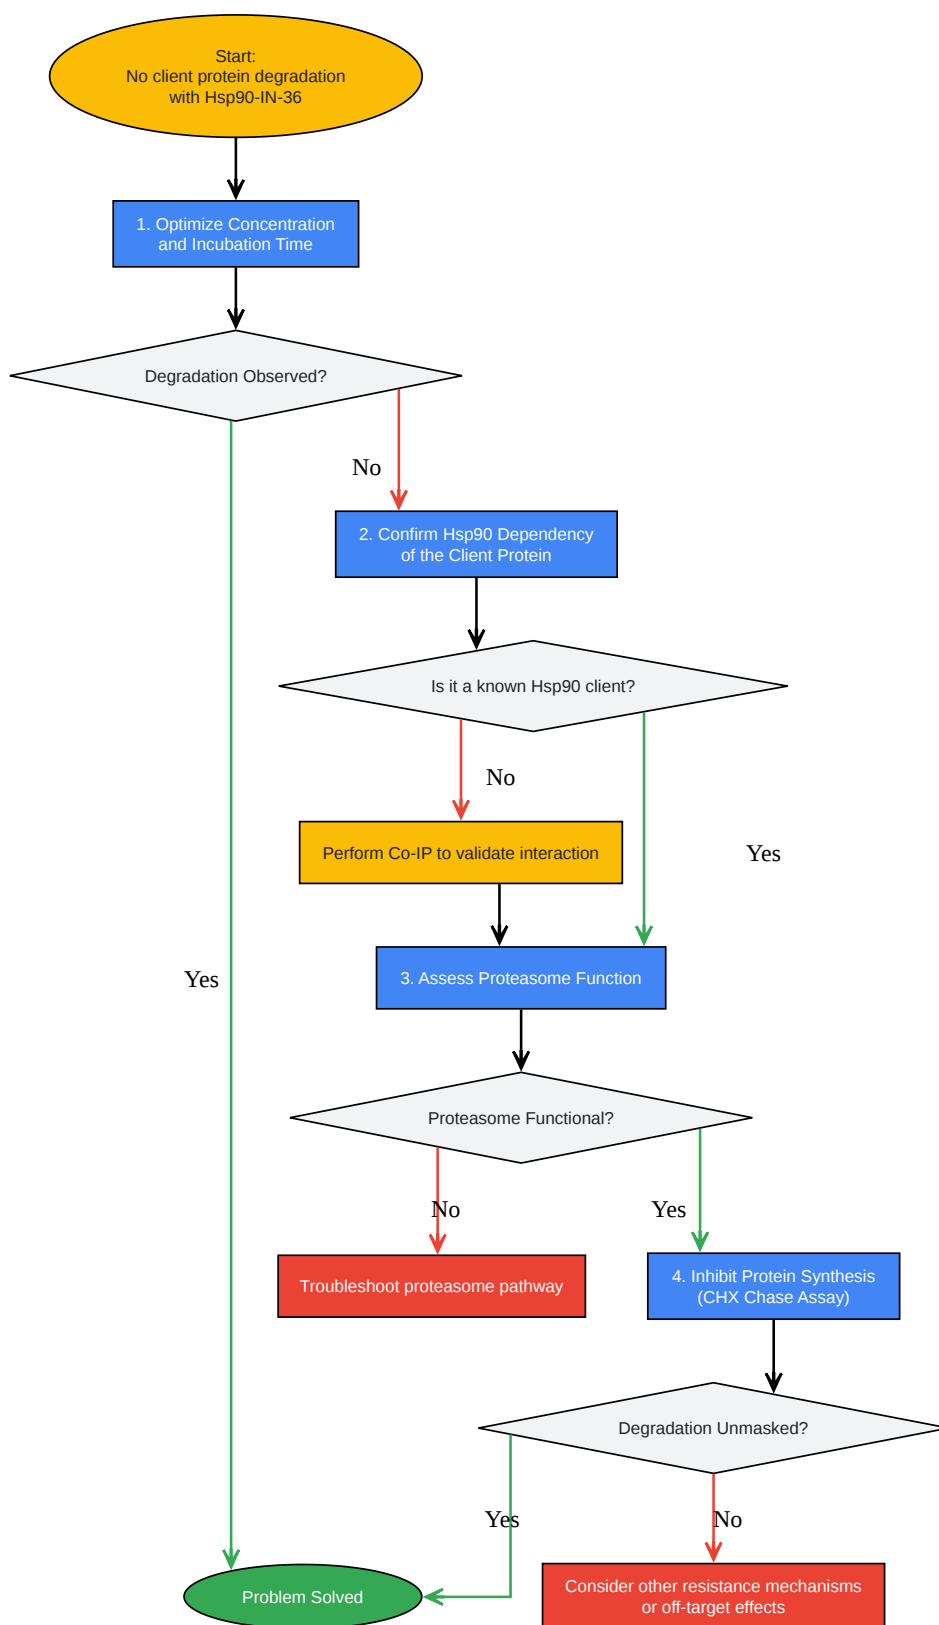 Start:
No client protein degradation
with Hsp90-IN-36
1. Optimize Concentration
and Incubation Time
Degradation Observed?
No
2. Confirm Hsp90 Dependency
of the Client Protein
Is it a known Hsp90 client?
No
Perform Co-IP to validate interaction
Yes
Yes
3. Assess Proteasome Function
Proteasome Functional?
No
Yes
Troubleshoot proteasome pathway
4. Inhibit Protein Synthesis
(CHX Chase Assay)
Degradation Unmasked?
Yes
No
Problem Solved
Consider other resistance mechanisms
or off-target effects